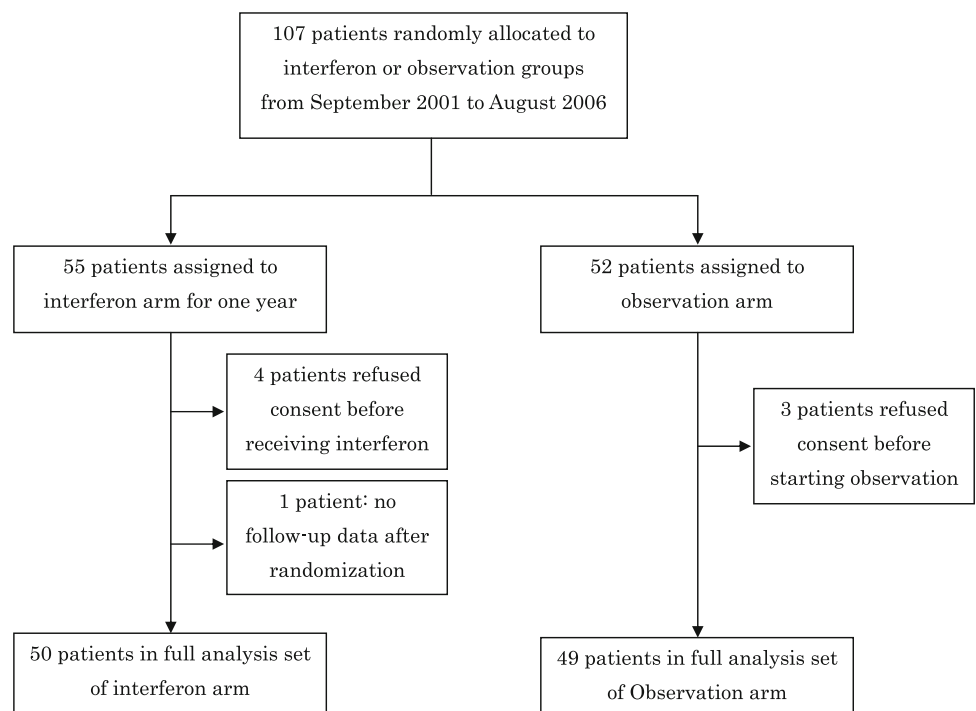 107 patients randomly allocated to
interferon or observation groups
from September 2001 to August 2006
55 patients assigned to
interferon arm for one year
52 patients assigned to
observation arm
4 patients refused
consent before
receiving interferon
3 patients refused
consent before
starting observation
1 patient: no
follow-up data after
randomization
50 patients in full analysis set
of interferon arm
49 patients in full analysis set
of Observation arm